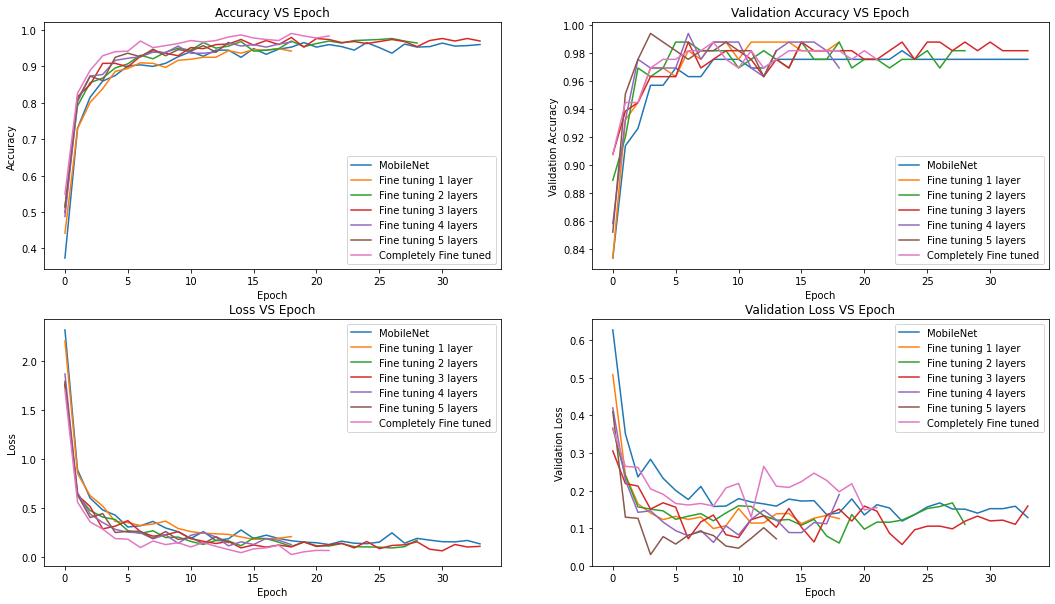 Accuracy VS Epoch
Accuracy
1.0
0.9
0.8
0.7
0.6
0.5
0.4
MobileNet
Fine tuning 1 layer
Fine tuning 2 layers
Fine tuning 3 layers
Fine tuning 4 layers
Fine tuning 5 layers
Completely Fine tuned
0 5 10 15 20 25 30
Epoch
Validation Accuracy VS Epoch
Validation Accuracy
1.00
0.98
0.96
0.94
0.92
0.90
0.88
0.86
0.84
MobileNet
Fine tuning 1 layer
Fine tuning 2 layers
Fine tuning 3 layers
Fine tuning 4 layers
Fine tuning 5 layers
Completely Fine tuned
0 5 10 15 20 25 30
Epoch
Loss VS Epoch
Loss
2.0
1.5
1.0
0.5
0.0
MobileNet
Fine tuning 1 layer
Fine tuning 2 layers
Fine tuning 3 layers
Fine tuning 4 layers
Fine tuning 5 layers
Completely Fine tuned
0 5 10 15 20 25 30
Epoch
Validation Loss VS Epoch
Validation Loss
0.6
0.5
0.4
0.3
0.2
0.1
0.0
MobileNet
Fine tuning 1 layer
Fine tuning 2 layers
Fine tuning 3 layers
Fine tuning 4 layers
Fine tuning 5 layers
Completely Fine tuned
0 5 10 15 20 25 30
Epoch